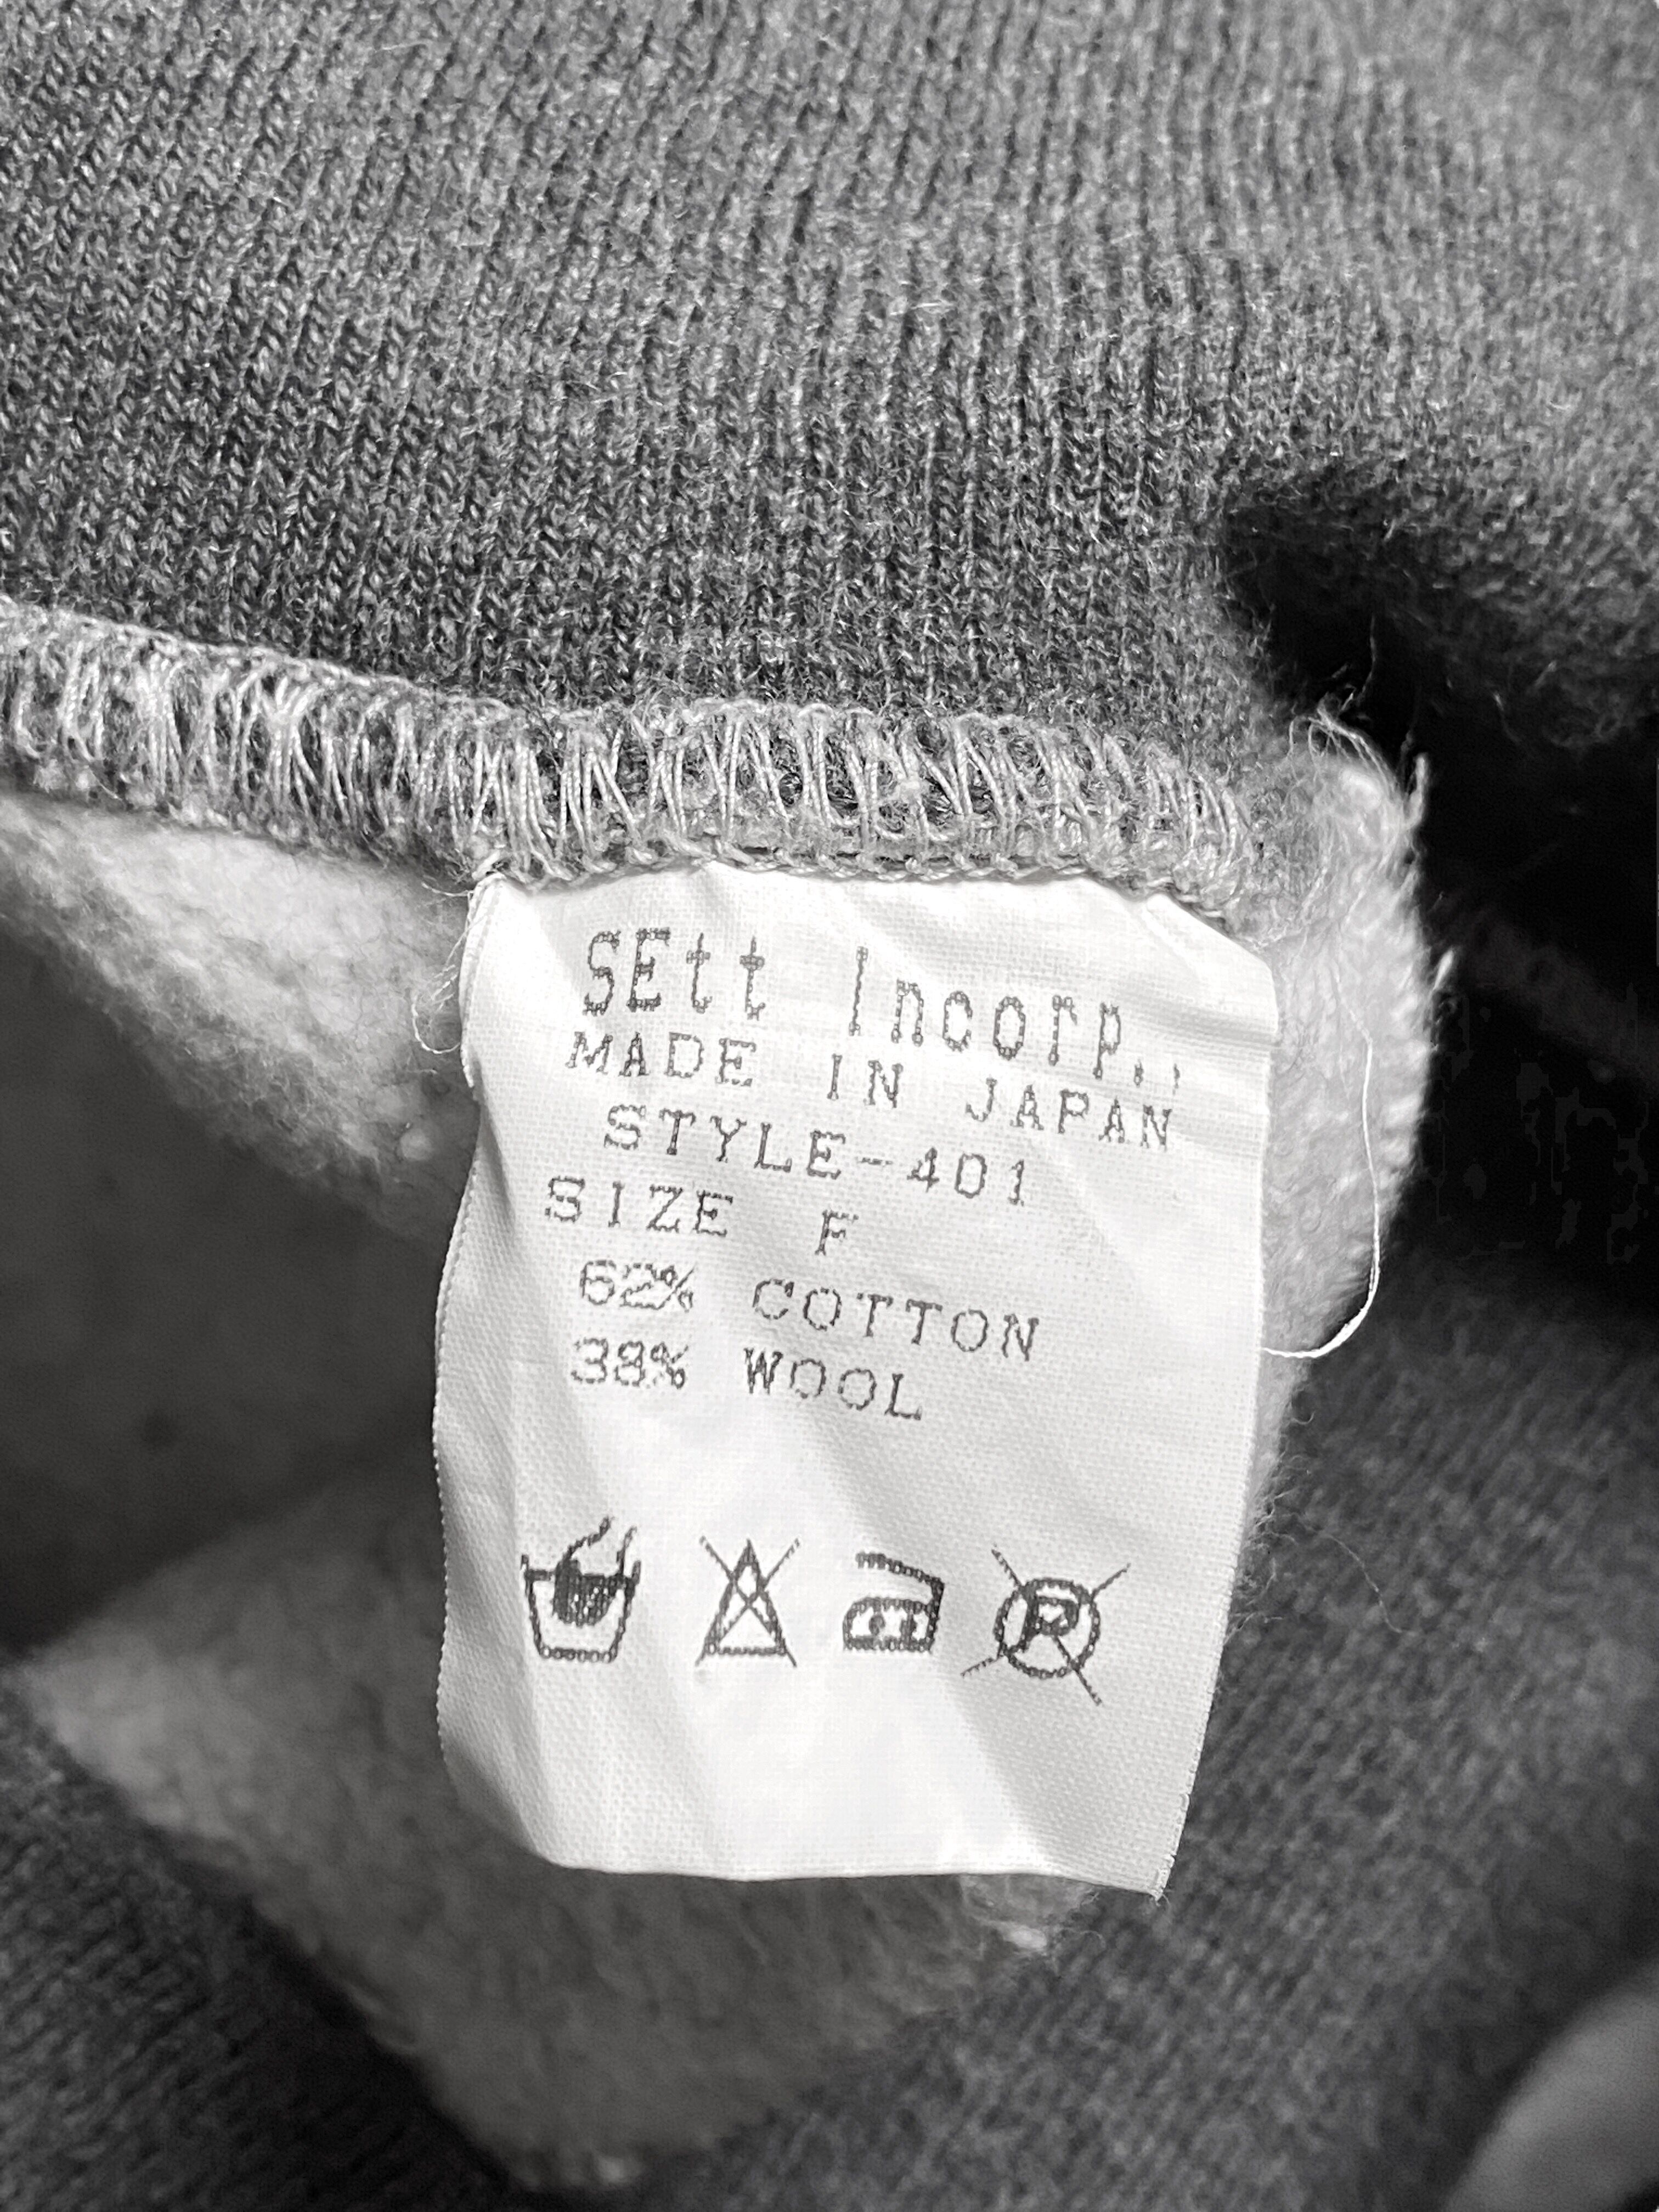 SEtt Incorp.,
MADE IN JAPAN
STYLE-401
SIZE F
62% COTTON
38% WOOL
P